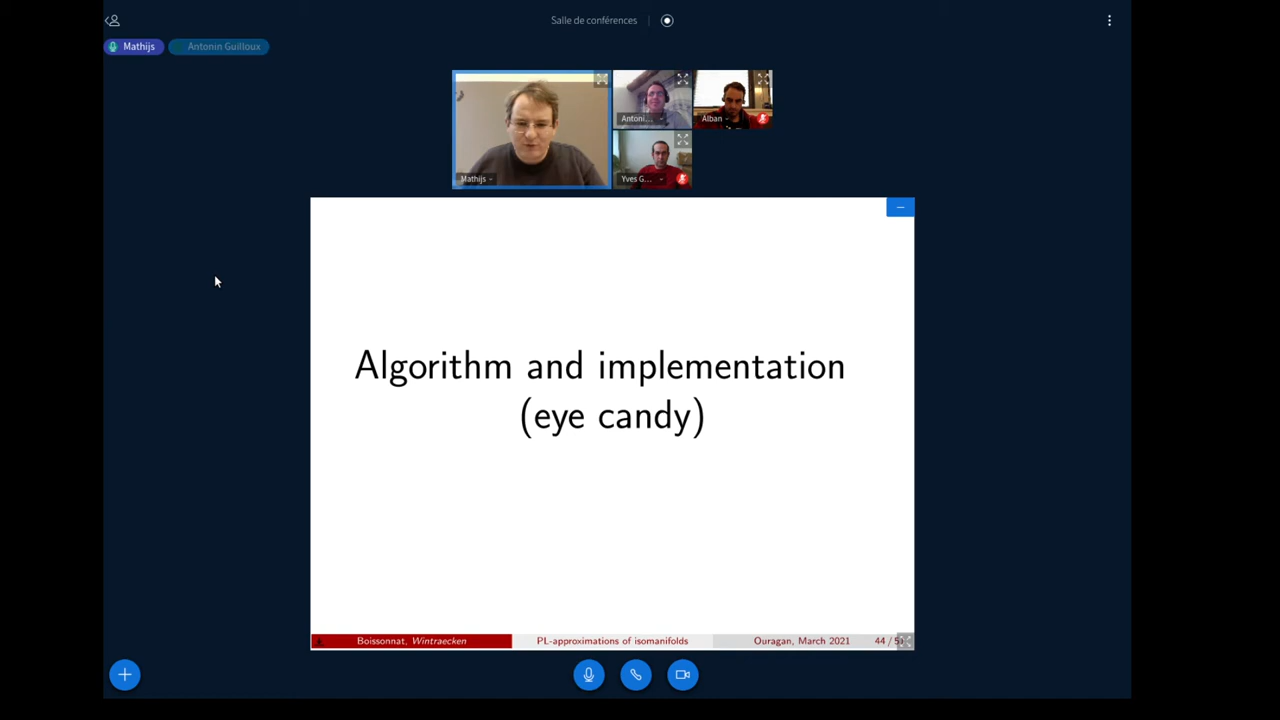 Salle de conférences
Mathijs
Antonin Guilloux
Mathijs
Antoni...
Alban
Yves G...
Algorithm and implementation
(eye candy)
Boissonnat, Wintraecken
PL-approximations of isomanifolds
Ouragan, March 2021
44 /